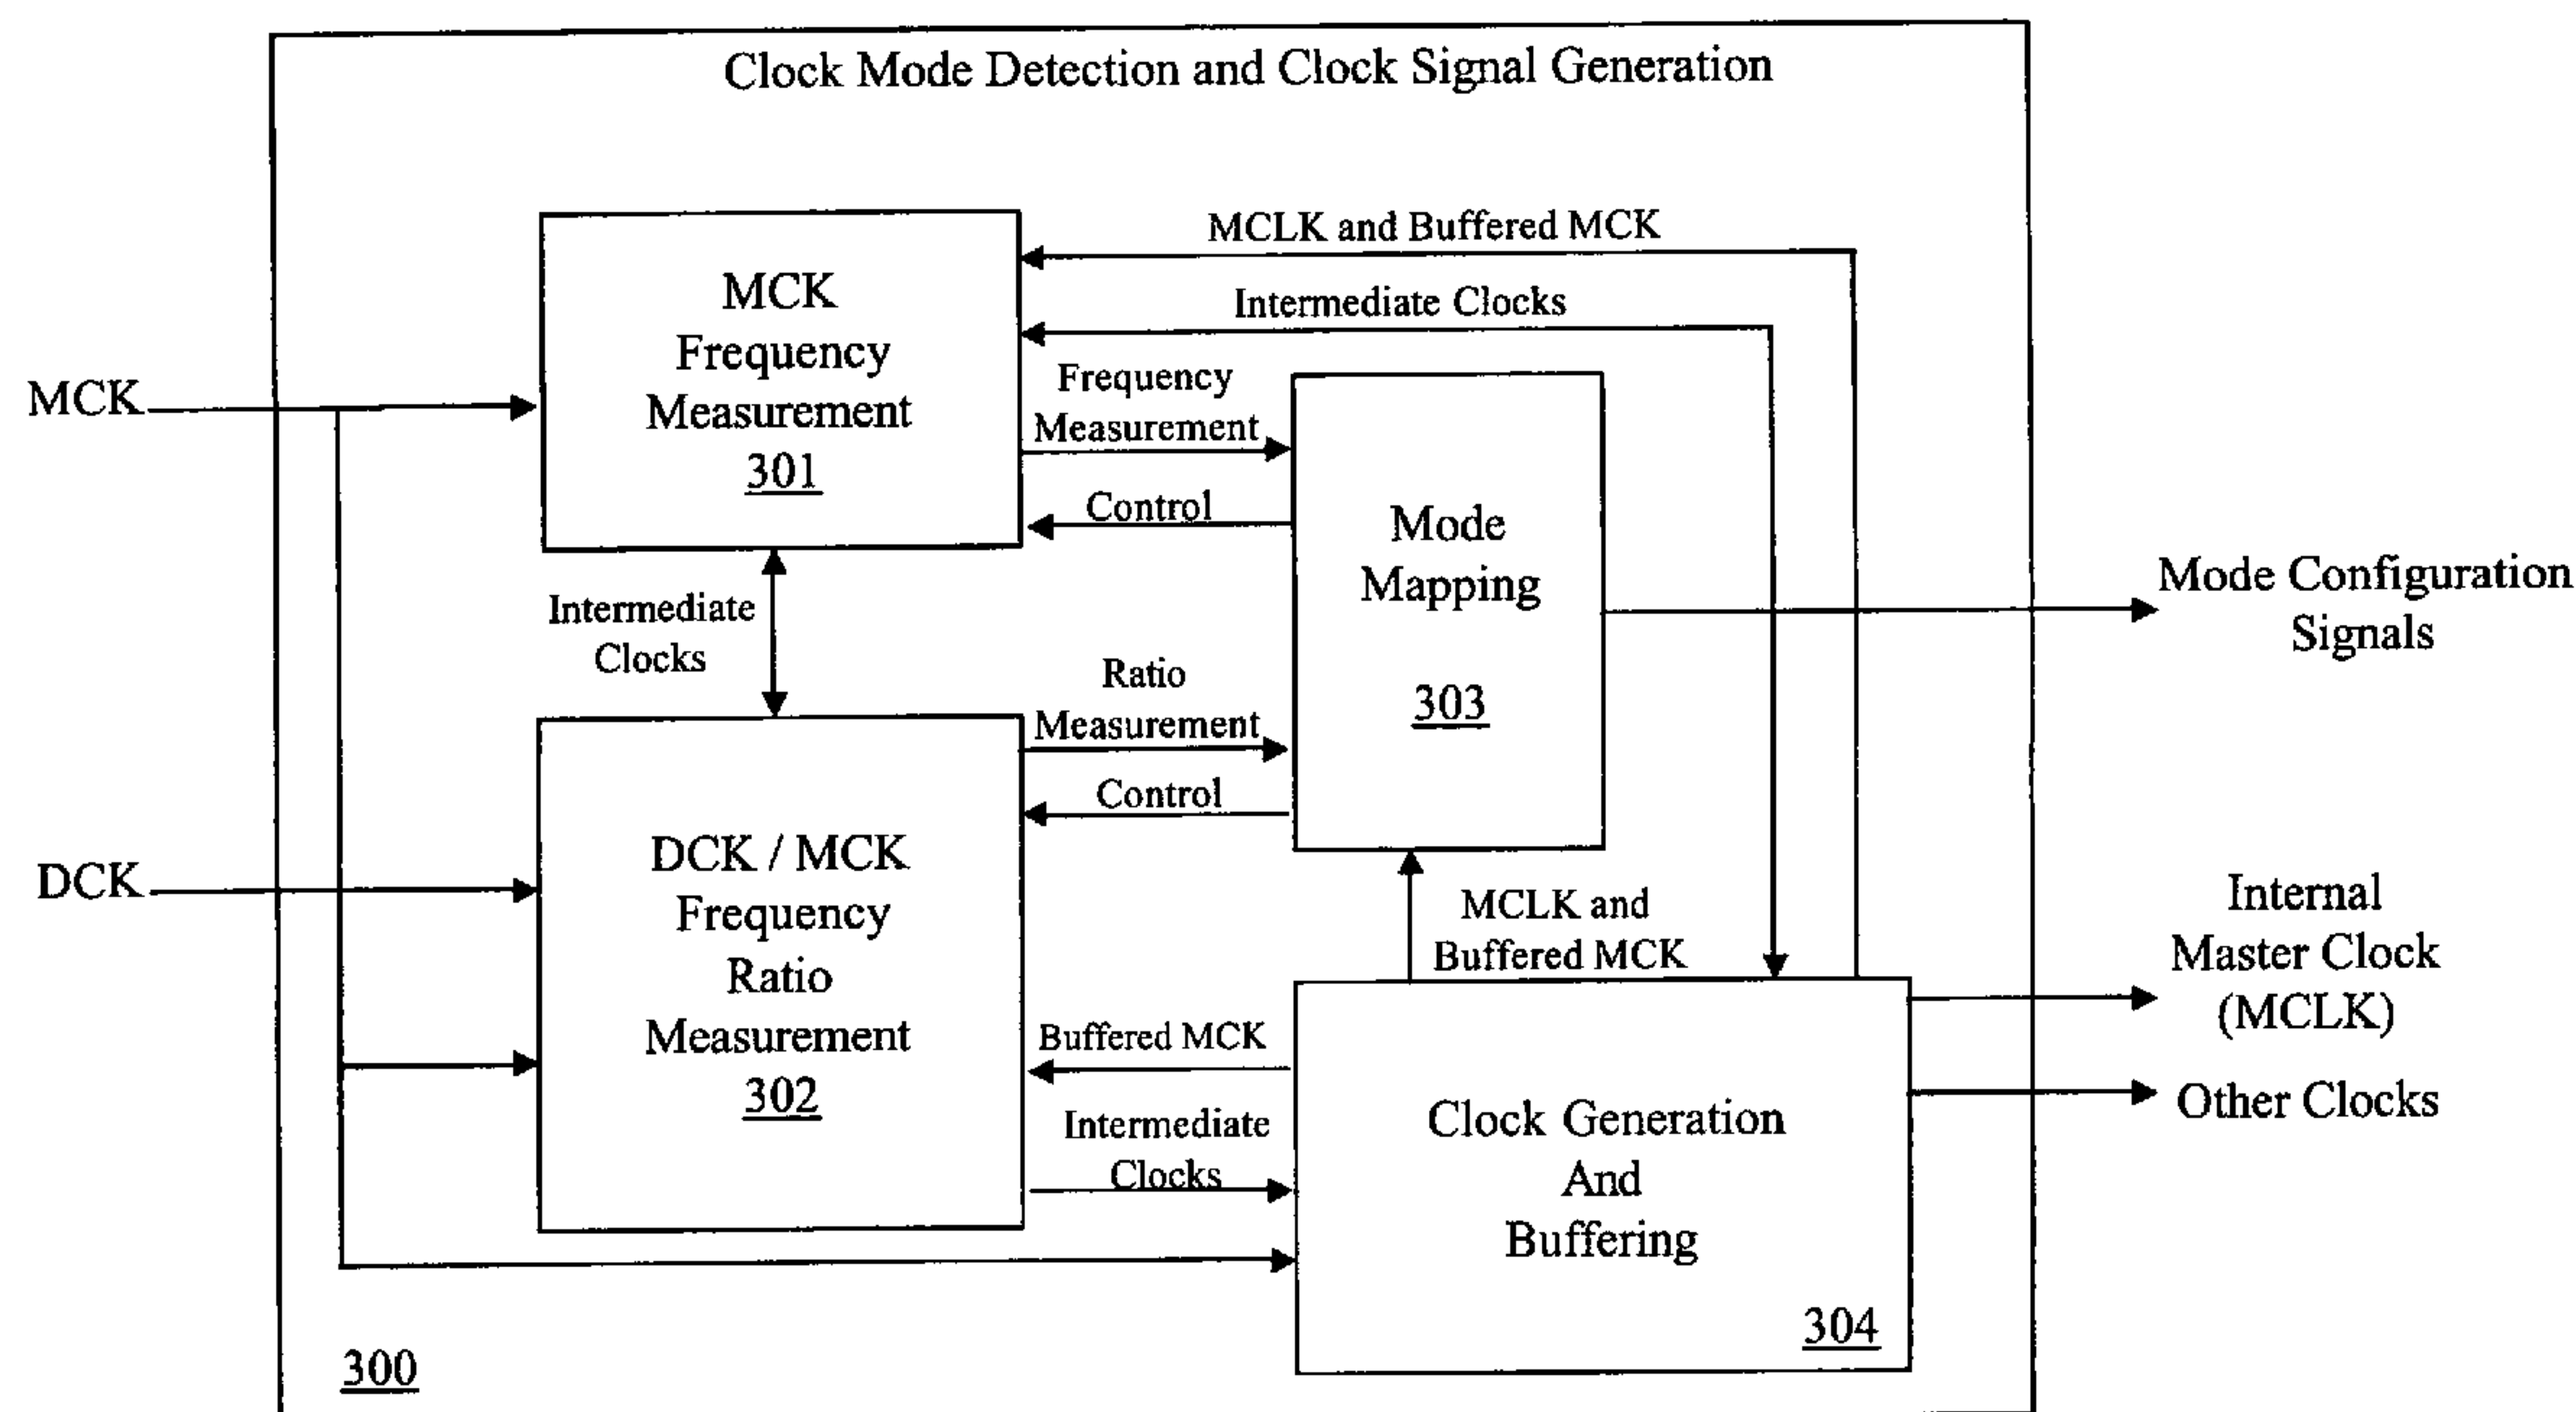 Clock Mode Detection and Clock Signal Generation
MCK
DCK
MCK
Frequency
Measurement
301
MCLK and Buffered MCK
Intermediate Clocks
Frequency
Measurement
Control
Mode
Mapping
303
Intermediate
Clocks
Ratio
Measurement
Control
DCK / MCK
Frequency
Ratio
Measurement
302
MCLK and
Buffered MCK
Buffered MCK
Intermediate
Clocks
Clock Generation
And
Buffering
304
Mode Configuration
Signals
Internal
Master Clock
(MCLK)
Other Clocks
300